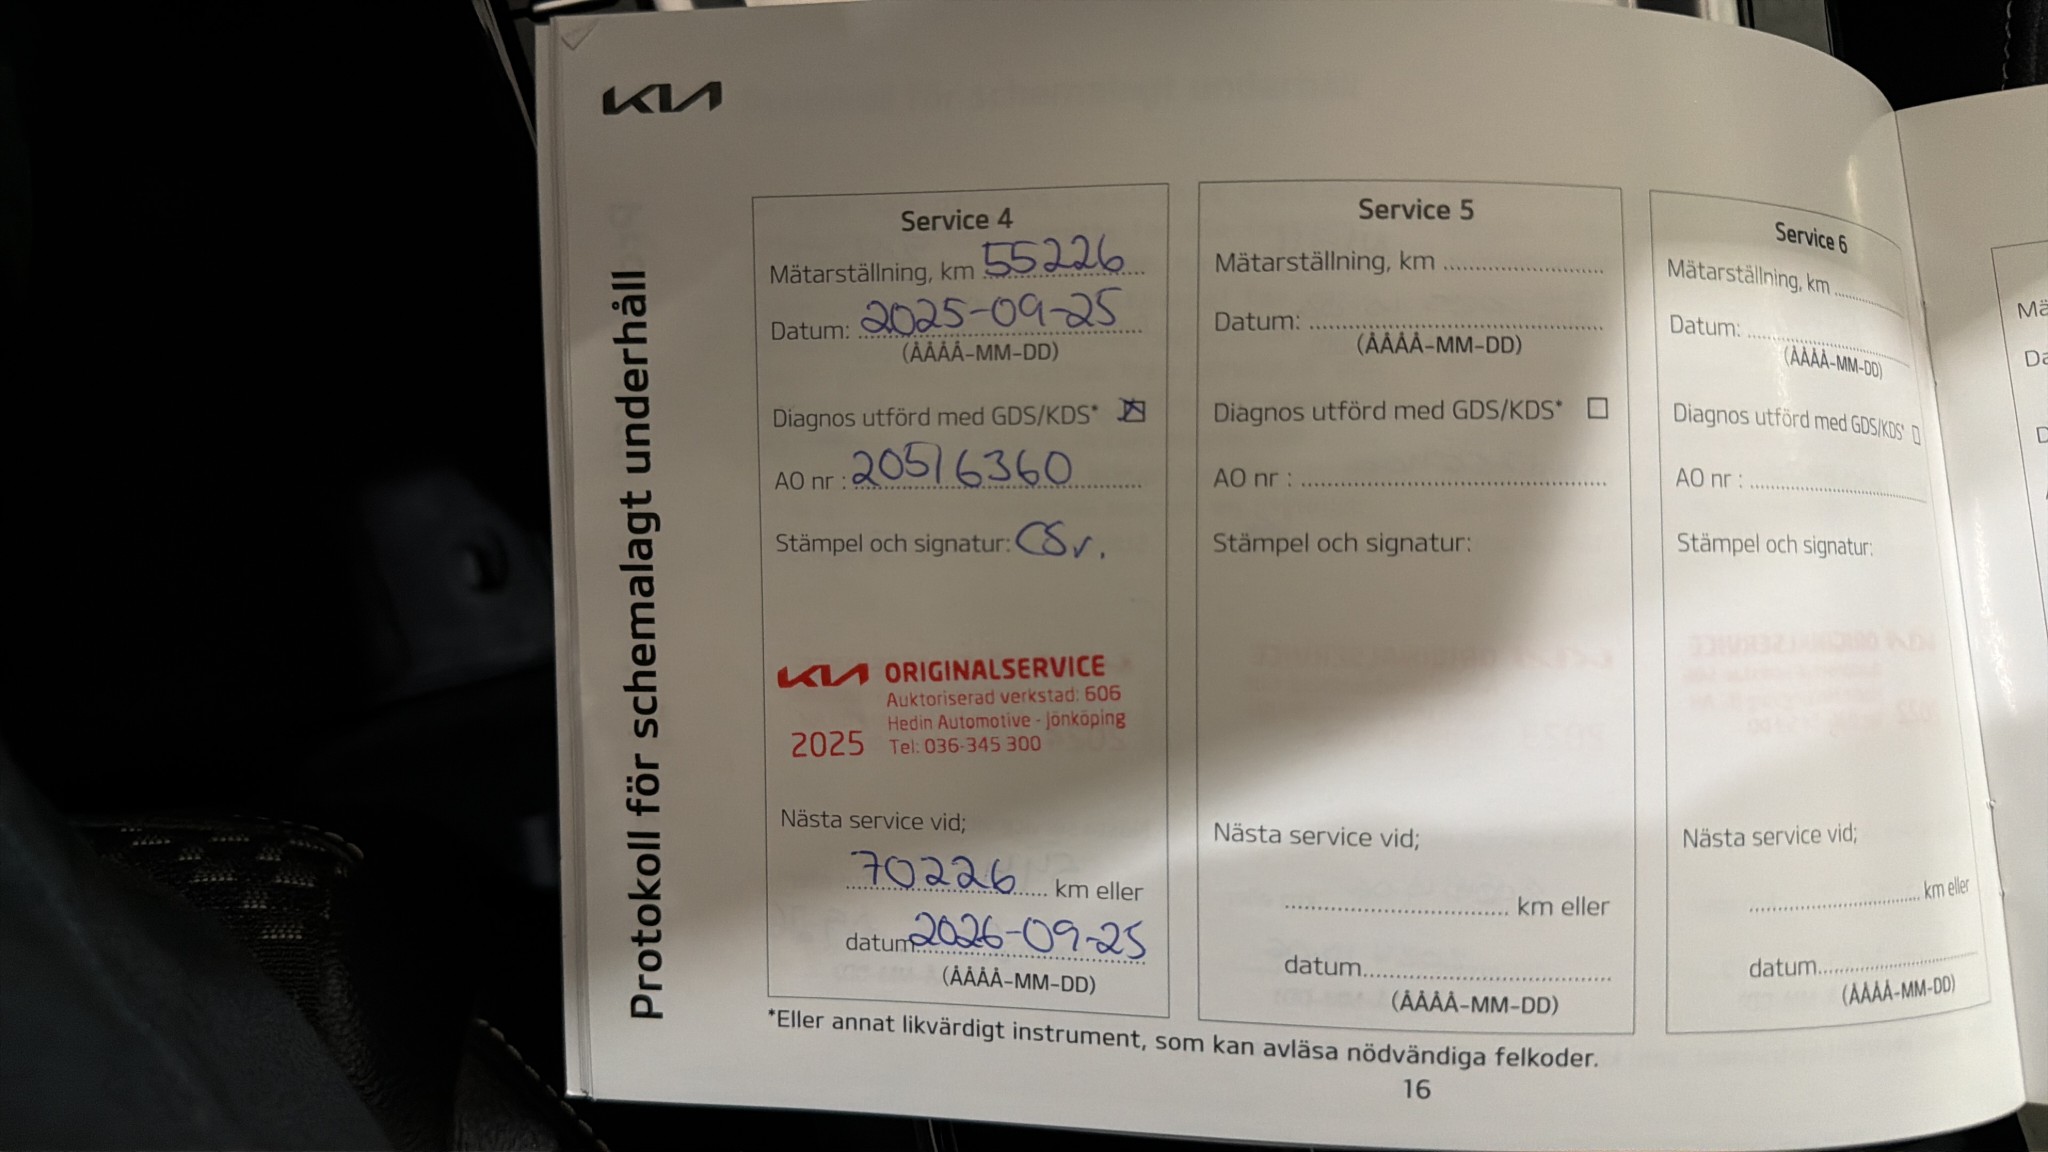 KIA
Protokoll för schemalagt underhåll
Service 4
Mätarställning, km 55226
Datum: 2025-09-25
(ÅÅÅÅ-MM-DD)
Diagnos utförd med GDS/KDS*
AO nr : 20516360
Stämpel och signatur: CSr.
KIA ORIGINALSERVICE
Auktoriserad verkstad: 606
Hedin Automotive - Jönköping
2025 Tel: 036-345 300
Nästa service vid;
70226 km eller
datum 2026-09-25
(ÅÅÅÅ-MM-DD)
Service 5
Mätarställning, km
Datum:
(ÅÅÅÅ-MM-DD)
Diagnos utförd med GDS/KDS*
AO nr :
Stämpel och signatur:
Nästa service vid;
km eller
datum
(ÅÅÅÅ-MM-DD)
Service 6
Mätarställning, km
Datum:
(ÅÅÅÅ-MM-DD)
Diagnos utförd med GDS/KDS*
AO nr :
Stämpel och signatur:
Nästa service vid;
km eller
datum
(ÅÅÅÅ-MM-DD)
*Eller annat likvärdigt instrument, som kan avläsa nödvändiga felkoder.
16